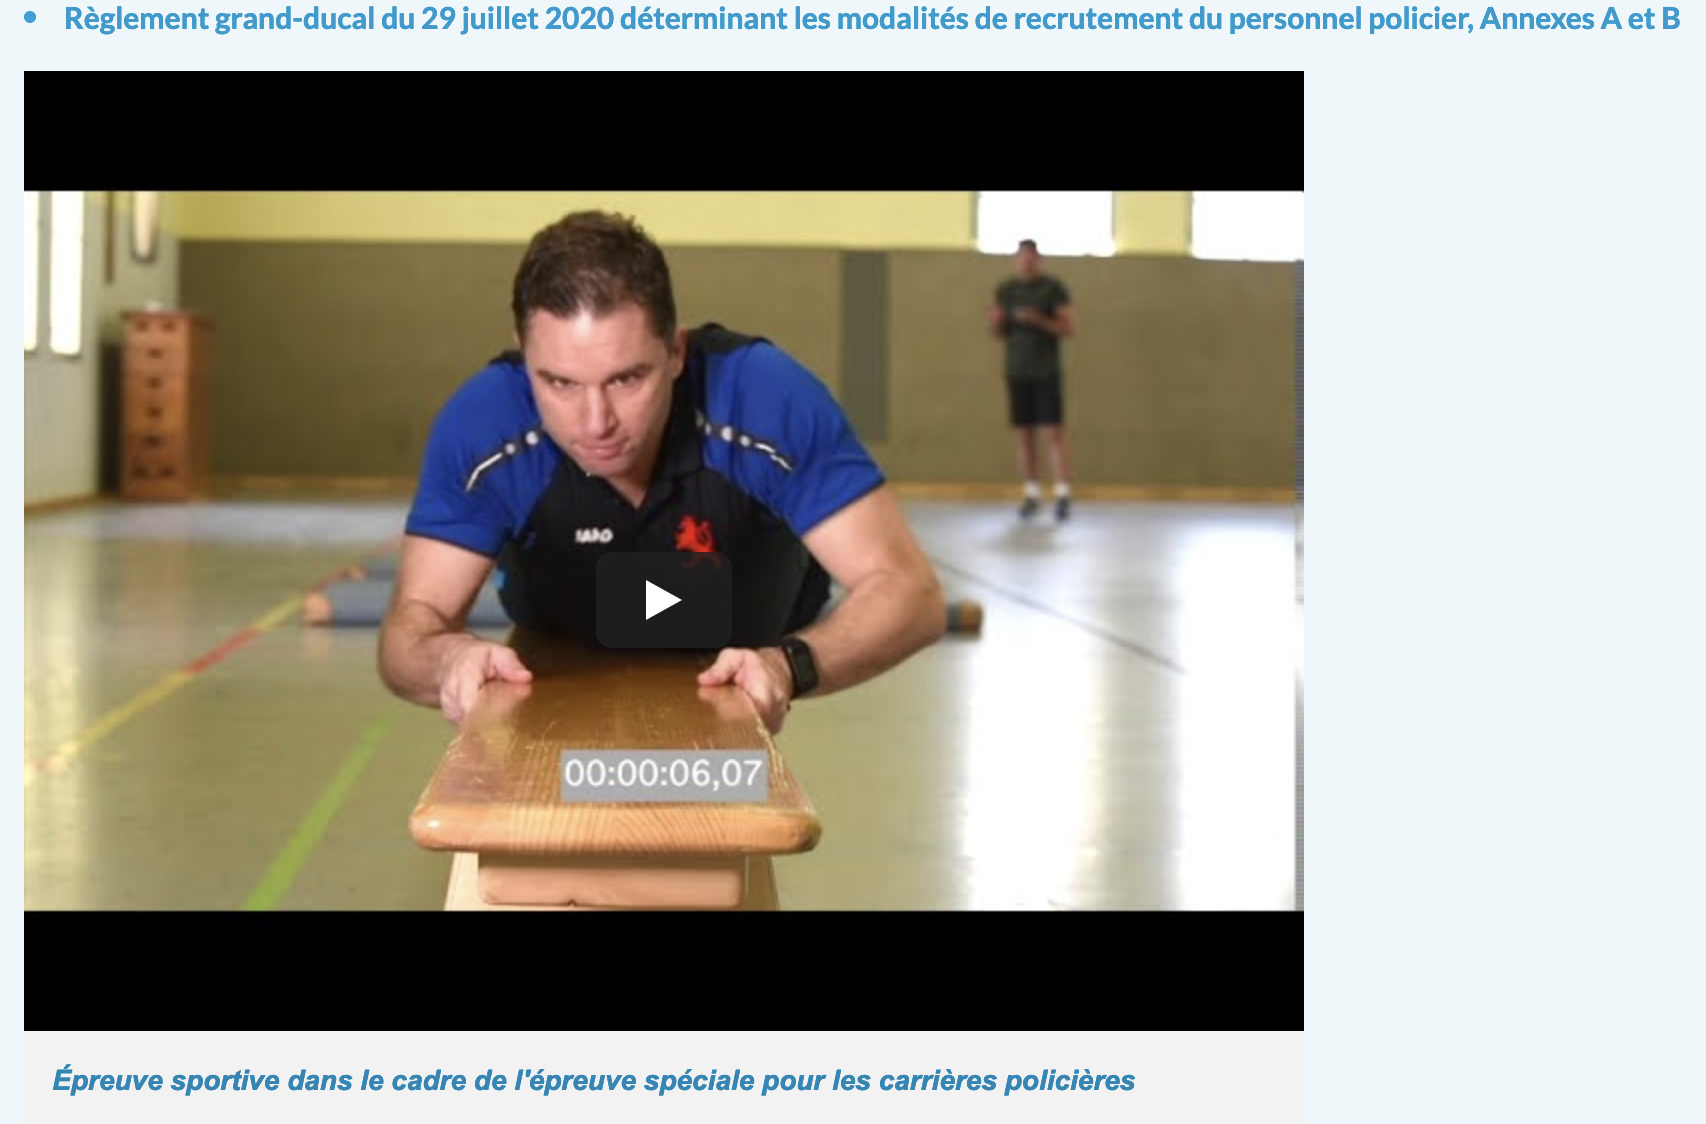 Règlement grand-ducal du 29 juillet 2020 déterminant les modalités de recrutement du personnel policier, Annexes A et B
JAKO
00:00:06,07
Épreuve sportive dans le cadre de l'épreuve spéciale pour les carrières policières